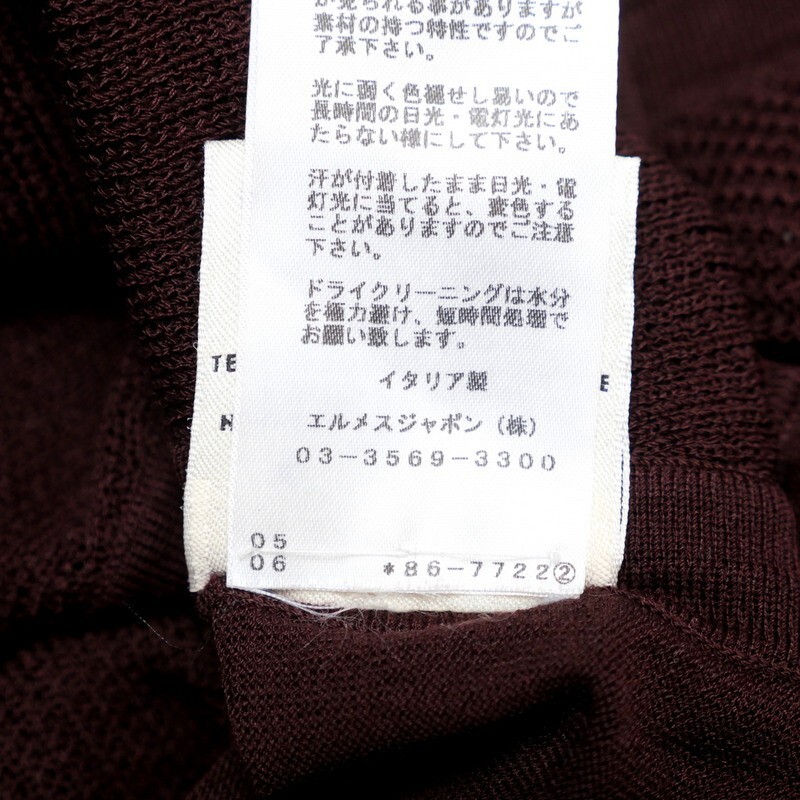 が見られる事がありますが
素材の持つ特性ですのでご
了承下さい。
光に弱く色褪せし易いので
長時間の日光・電灯光にあ
たらない様にして下さい。
汗が付着したまま日光・電
灯光に当てると、変色する
ことがありますのでご注意
下さい。
ドライクリーニングは水分
を極力避け、短時間処理で
お願い致します。
イタリア製
TE
E
エルメスジャポン（株）
N
03-3569-3300
05
06 *86-7722②